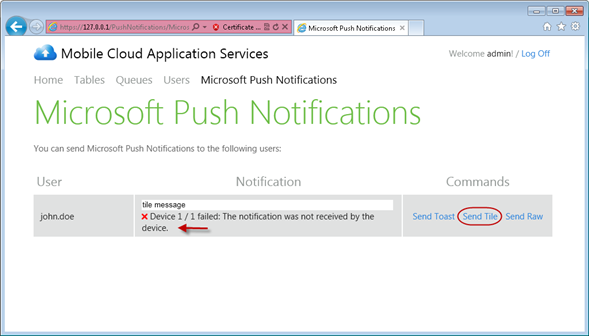 https://127.0.0.1/PushNotifications/Micros
Certificate ...
Microsoft Push Notifications
Mobile Cloud Application Services
Welcome admin! / Log Off
Home Tables Queues Users Microsoft Push Notifications
Microsoft Push Notifications
You can send Microsoft Push Notifications to the following users:
User Notification Commands
tile message
john.doe
Device 1 / 1 failed: The notification was not received by the
device.
Send Toast Send Tile Send Raw